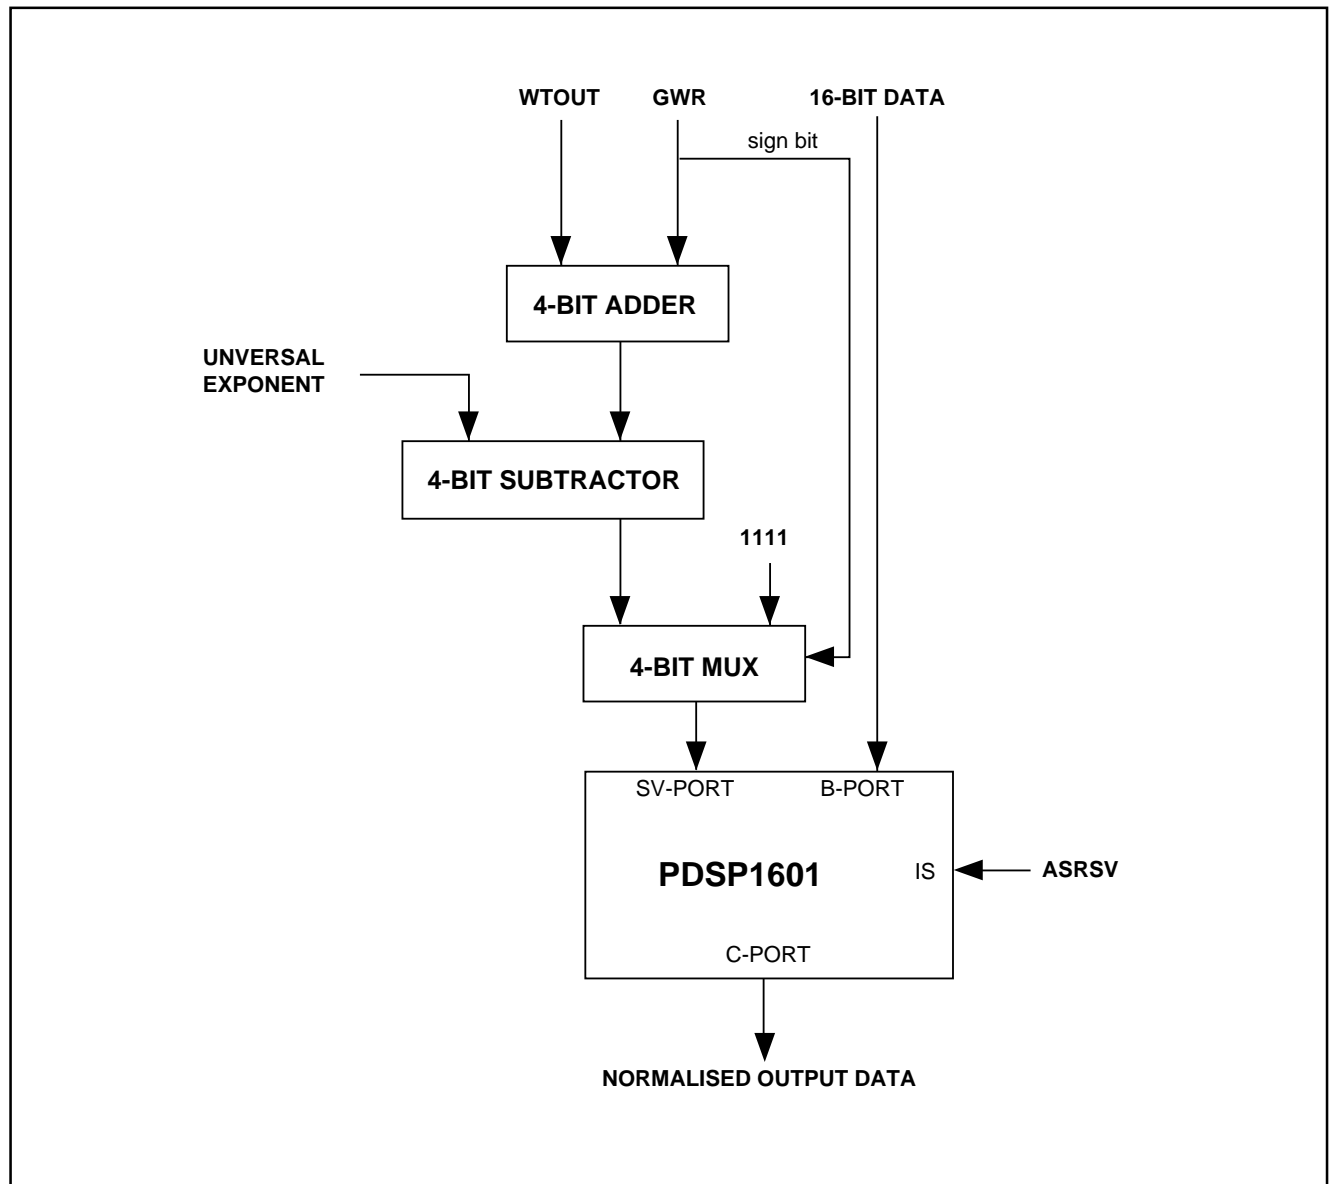 WTOUT GWR 16-BIT DATA
sign bit
4-BIT ADDER
UNVERSAL
EXPONENT
4-BIT SUBTRACTOR
1111
4-BIT MUX
SV-PORT B-PORT
PDSP1601 IS ASRSV
C-PORT
NORMALISED OUTPUT DATA